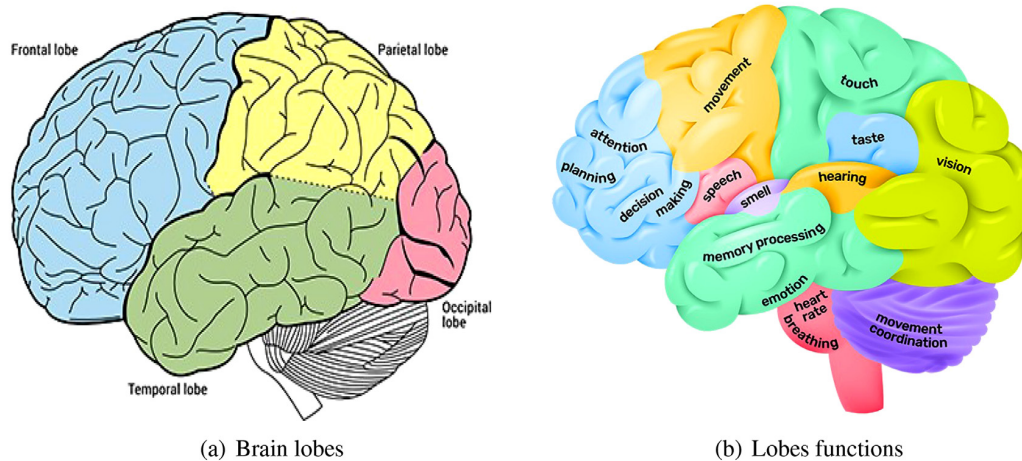 Frontal lobe
Parietal lobe
Occipital
lobe
Temporal lobe
(a) Brain lobes
movement
touch
attention
planning
decision
making
speech
smell
taste
hearing
vision
memory processing
emotion
heart
rate
breathing
movement
coordination
(b) Lobes functions